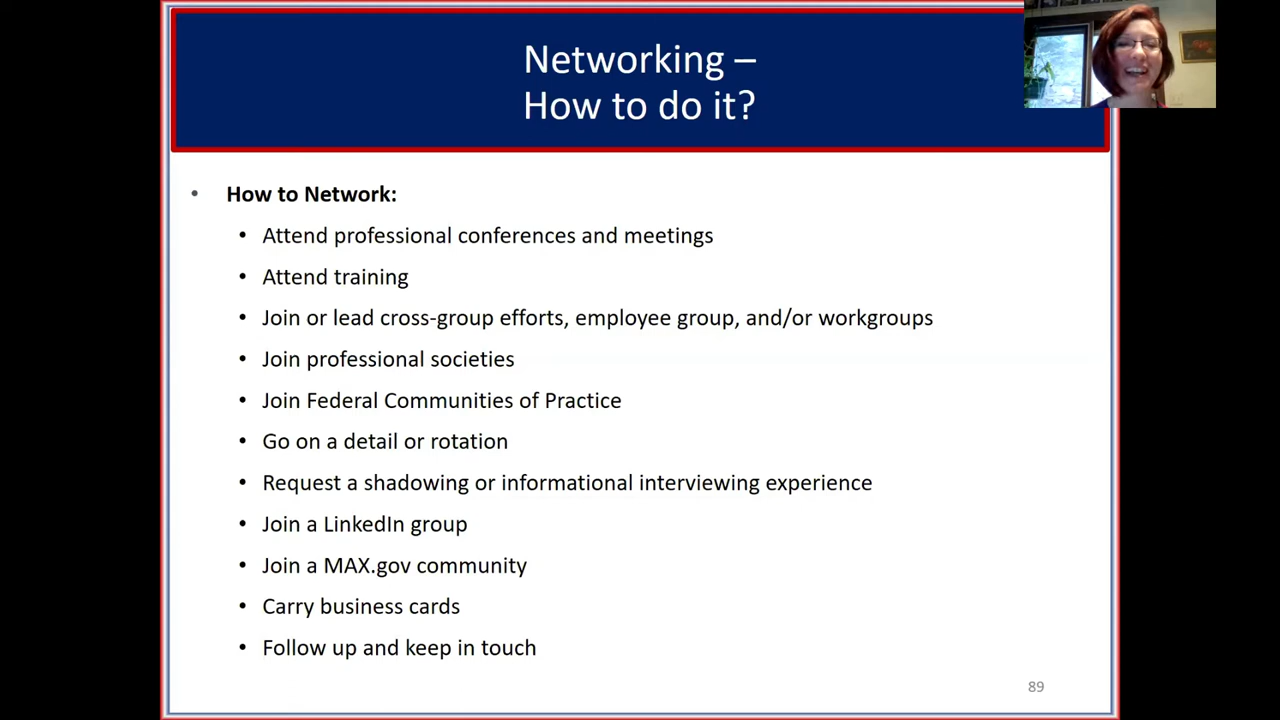 Networking –
How to do it?
• How to Network:
• Attend professional conferences and meetings
• Attend training
• Join or lead cross-group efforts, employee group, and/or workgroups
• Join professional societies
• Join Federal Communities of Practice
• Go on a detail or rotation
• Request a shadowing or informational interviewing experience
• Join a LinkedIn group
• Join a MAX.gov community
• Carry business cards
• Follow up and keep in touch
89